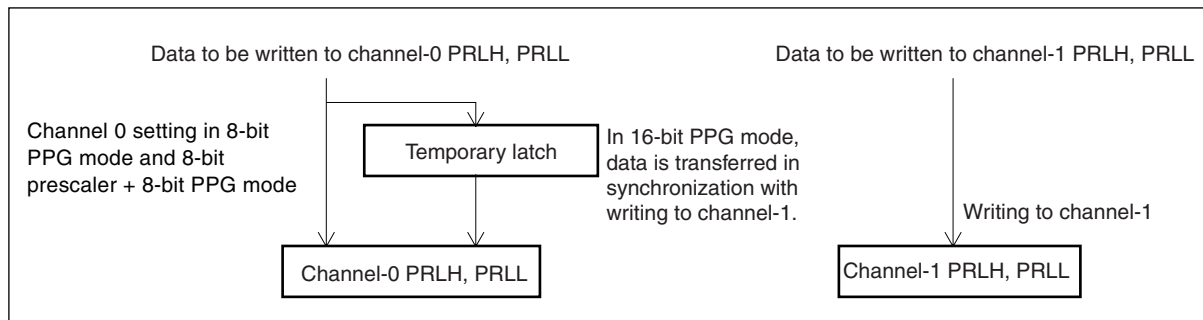 Data to be written to channel-0 PRLH, PRLL
Data to be written to channel-1 PRLH, PRLL
Channel 0 setting in 8-bit
PPG mode and 8-bit
prescaler + 8-bit PPG mode
Temporary latch
In 16-bit PPG mode,
data is transferred in
synchronization with
writing to channel-1.
Writing to channel-1
Channel-0 PRLH, PRLL
Channel-1 PRLH, PRLL